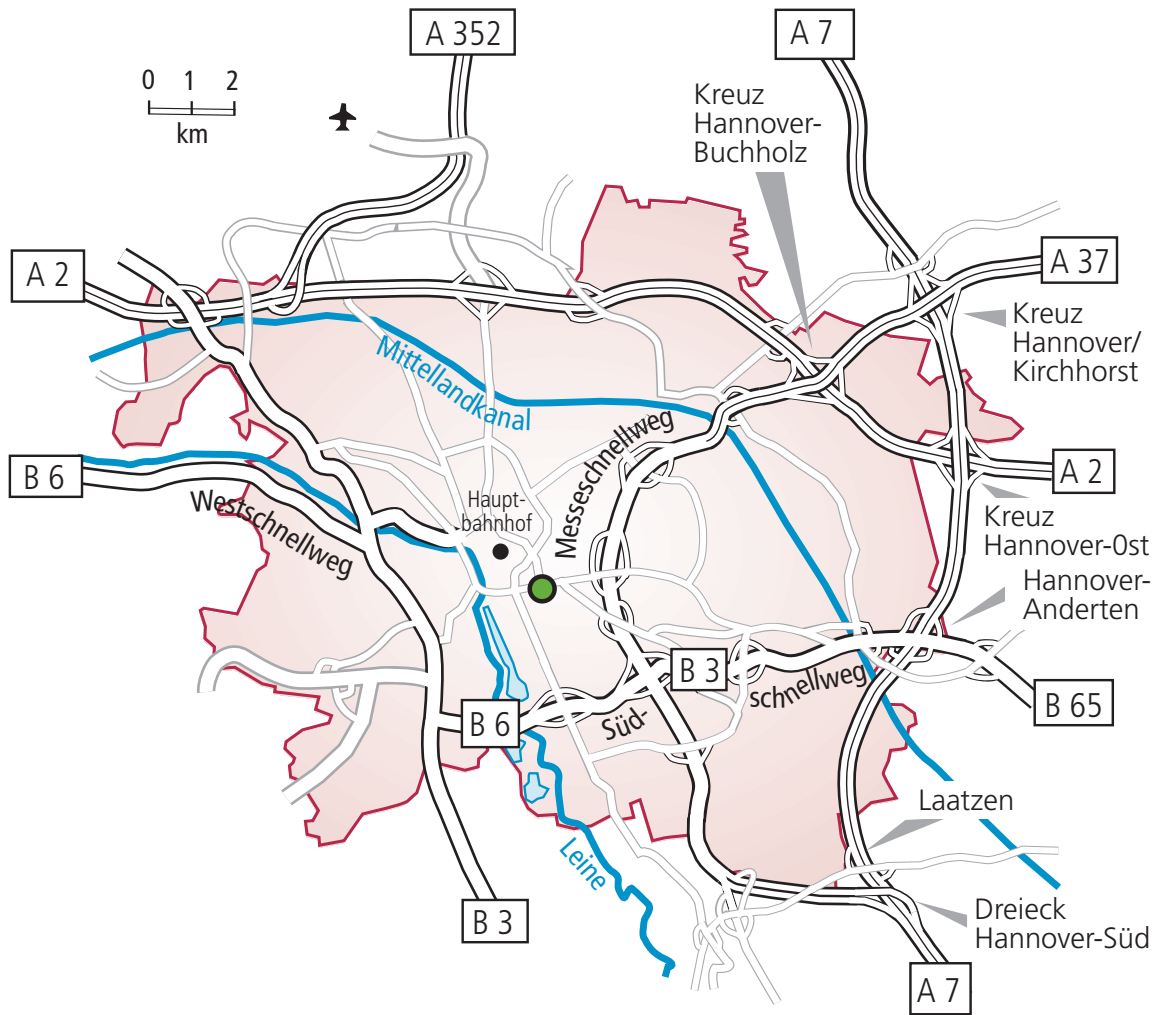 A 352
A 7
0 1 2
km
Kreuz
Hannover-
Buchholz
A 2
A 37
Kreuz
Hannover/
Kirchhorst
Mittellandkanal
Messeschnellweg
B 6
A 2
Westschnellweg
Haupt-
bahnhof
Kreuz
Hannover-Ost
Hannover-
Anderten
B 3
schnellweg
B 65
B 6
Süd-
Laatzen
Leine
B 3
Dreieck
Hannover-Süd
A 7